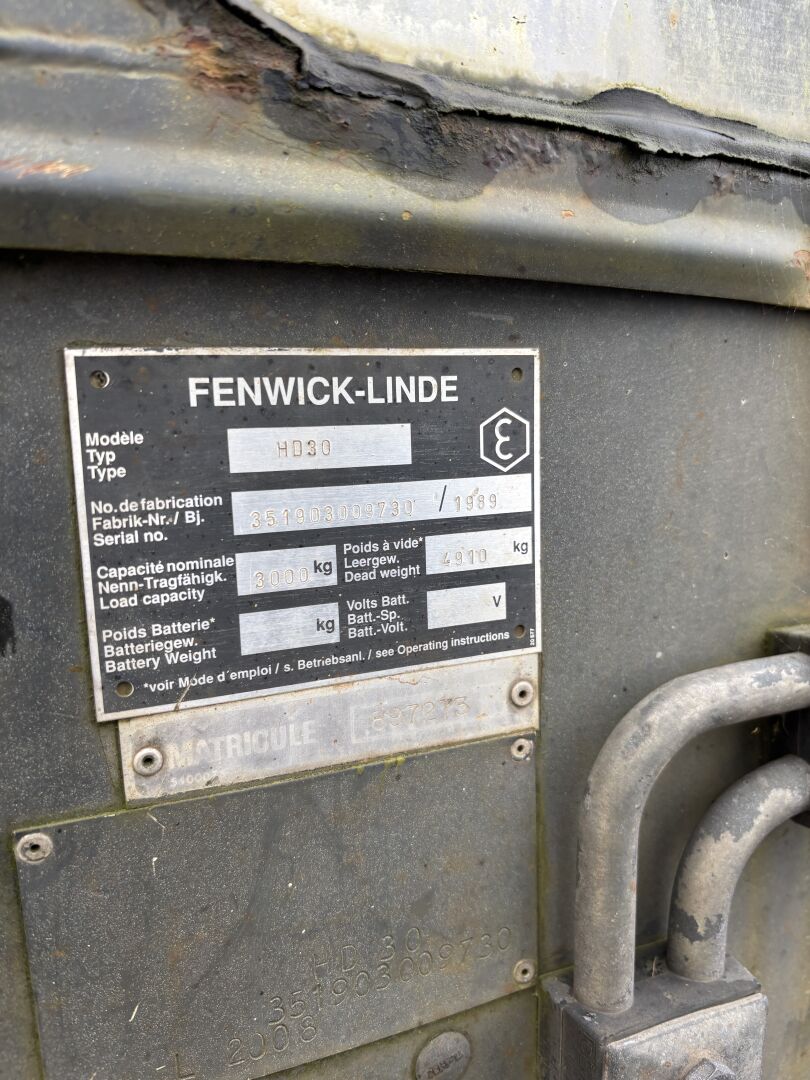 FENWICK-LINDE
Modèle
Typ
Type
HD30
ε
No. de fabrication
Fabrik-Nr./ Bj.
Serial no.
351903009730 / 1989
Capacité nominale
Nenn-Tragfähigk.
Load capacity
3000 kg
Poids à vide*
Leergew.
Dead weight
4910 kg
Poids Batterie*
Batteriegew.
Battery Weight
kg
Volts Batt.
Batt.-Sp.
Batt.-Volt.
V
*voir Mode d'emploi / s. Betriebsanl. / see Operating instructions
MATRICULE 697273
HD 30
351903009730
L 2008